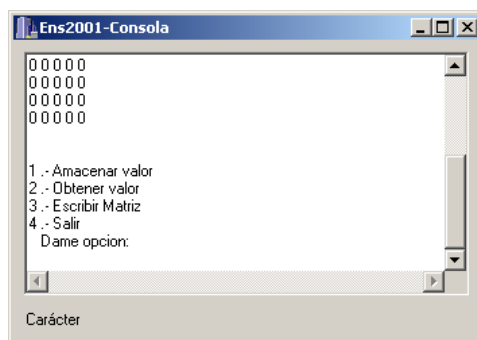 Ens2001-Consola
0 0 0 0 0
0 0 0 0 0
0 0 0 0 0
0 0 0 0 0
1 .- Amacenar valor
2 .- Obtener valor
3 .- Escribir Matriz
4 .- Salir
Dame opcion:
Carácter